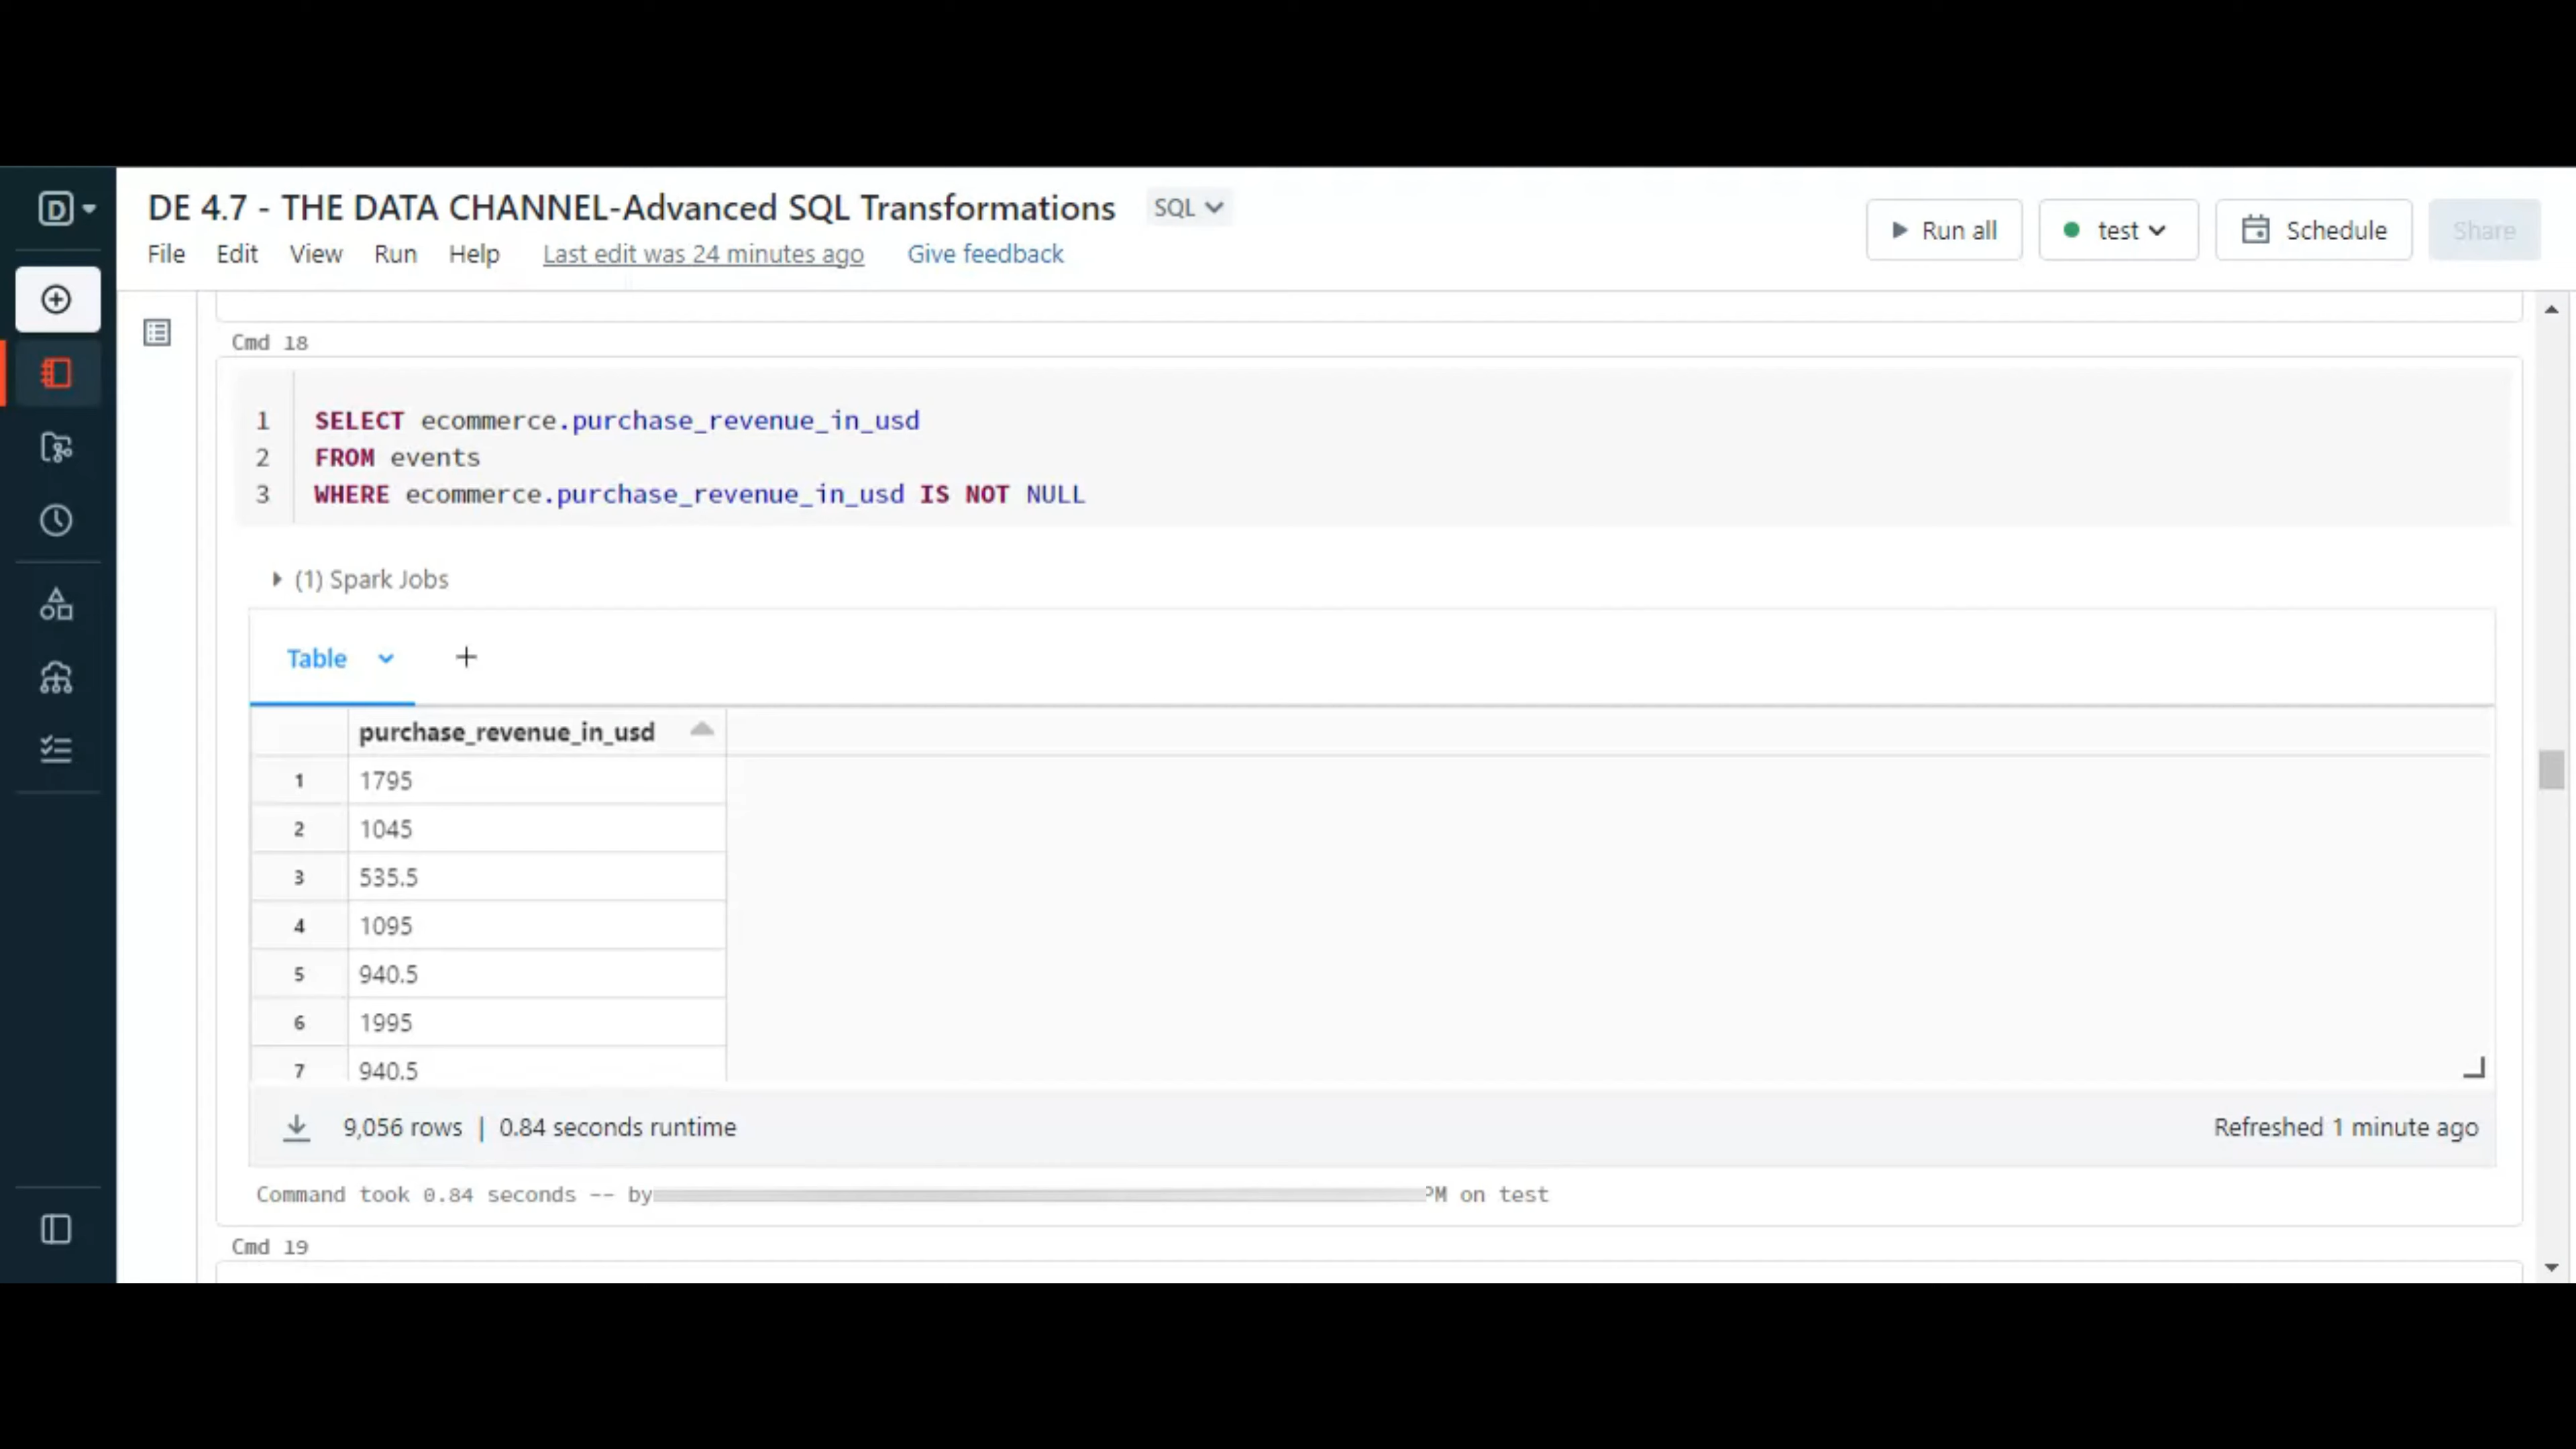 DE 4.7 - THE DATA CHANNEL-Advanced SQL Transformations SQL
File Edit View Run Help Last edit was 24 minutes ago Give feedback
Run all test Schedule Share
Cmd 18
1 SELECT ecommerce.purchase_revenue_in_usd
2 FROM events
3 WHERE ecommerce.purchase_revenue_in_usd IS NOT NULL
(1) Spark Jobs
Table +
purchase_revenue_in_usd
1 1795
2 1045
3 535.5
4 1095
5 940.5
6 1995
7 940.5
9,056 rows | 0.84 seconds runtime Refreshed 1 minute ago
Command took 0.84 seconds -- by PM on test
Cmd 19